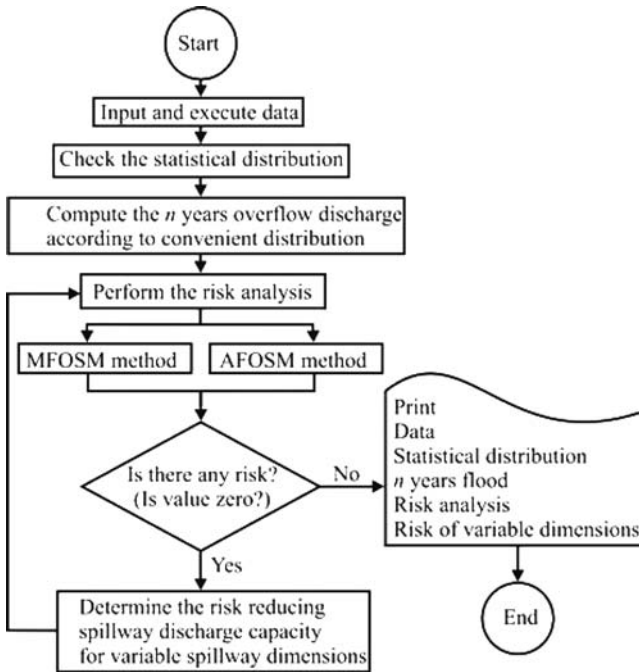 Start
Input and execute data
Check the statistical distribution
Compute the n years overflow discharge
according to convenient distribution
Perform the risk analysis
MFOSM method
AFOSM method
Is there any risk?
(Is value zero?)
No
Yes
Determine the risk reducing
spillway discharge capacity
for variable spillway dimensions
Print
Data
Statistical distribution
n years flood
Risk analysis
Risk of variable dimensions
End